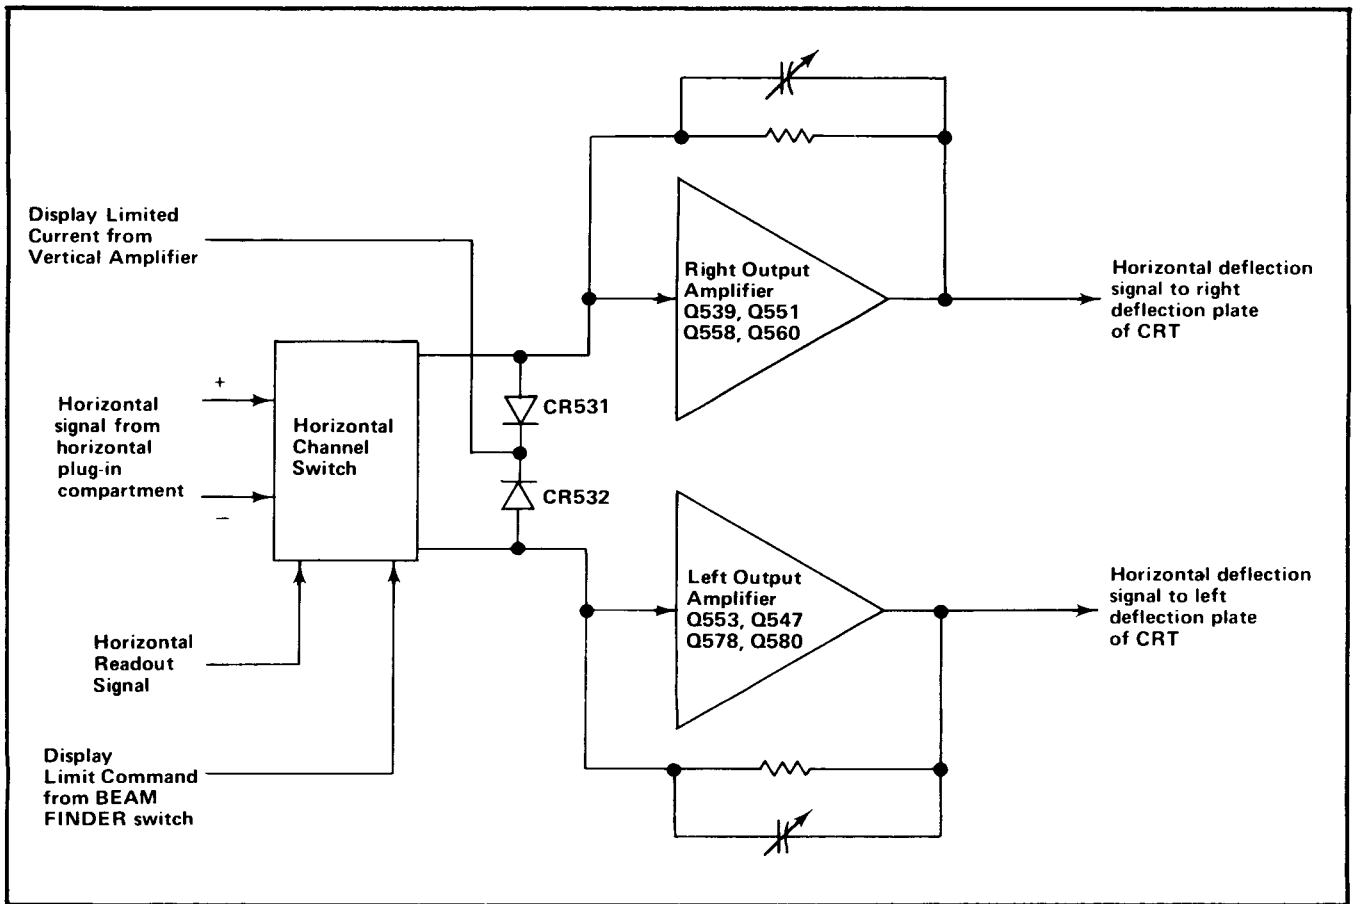 Display Limited
Current from
Vertical Amplifier
Right Output
Amplifier
Q539, Q551
Q558, Q560
Horizontal deflection
signal to right
deflection plate
of CRT
+
Horizontal
signal from
horizontal
plug-in
compartment
−
Horizontal
Channel
Switch
CR531
CR532
Left Output
Amplifier
Q553, Q547
Q578, Q580
Horizontal deflection
signal to left
deflection plate
of CRT
Horizontal
Readout
Signal
Display
Limit Command
from BEAM
FINDER switch